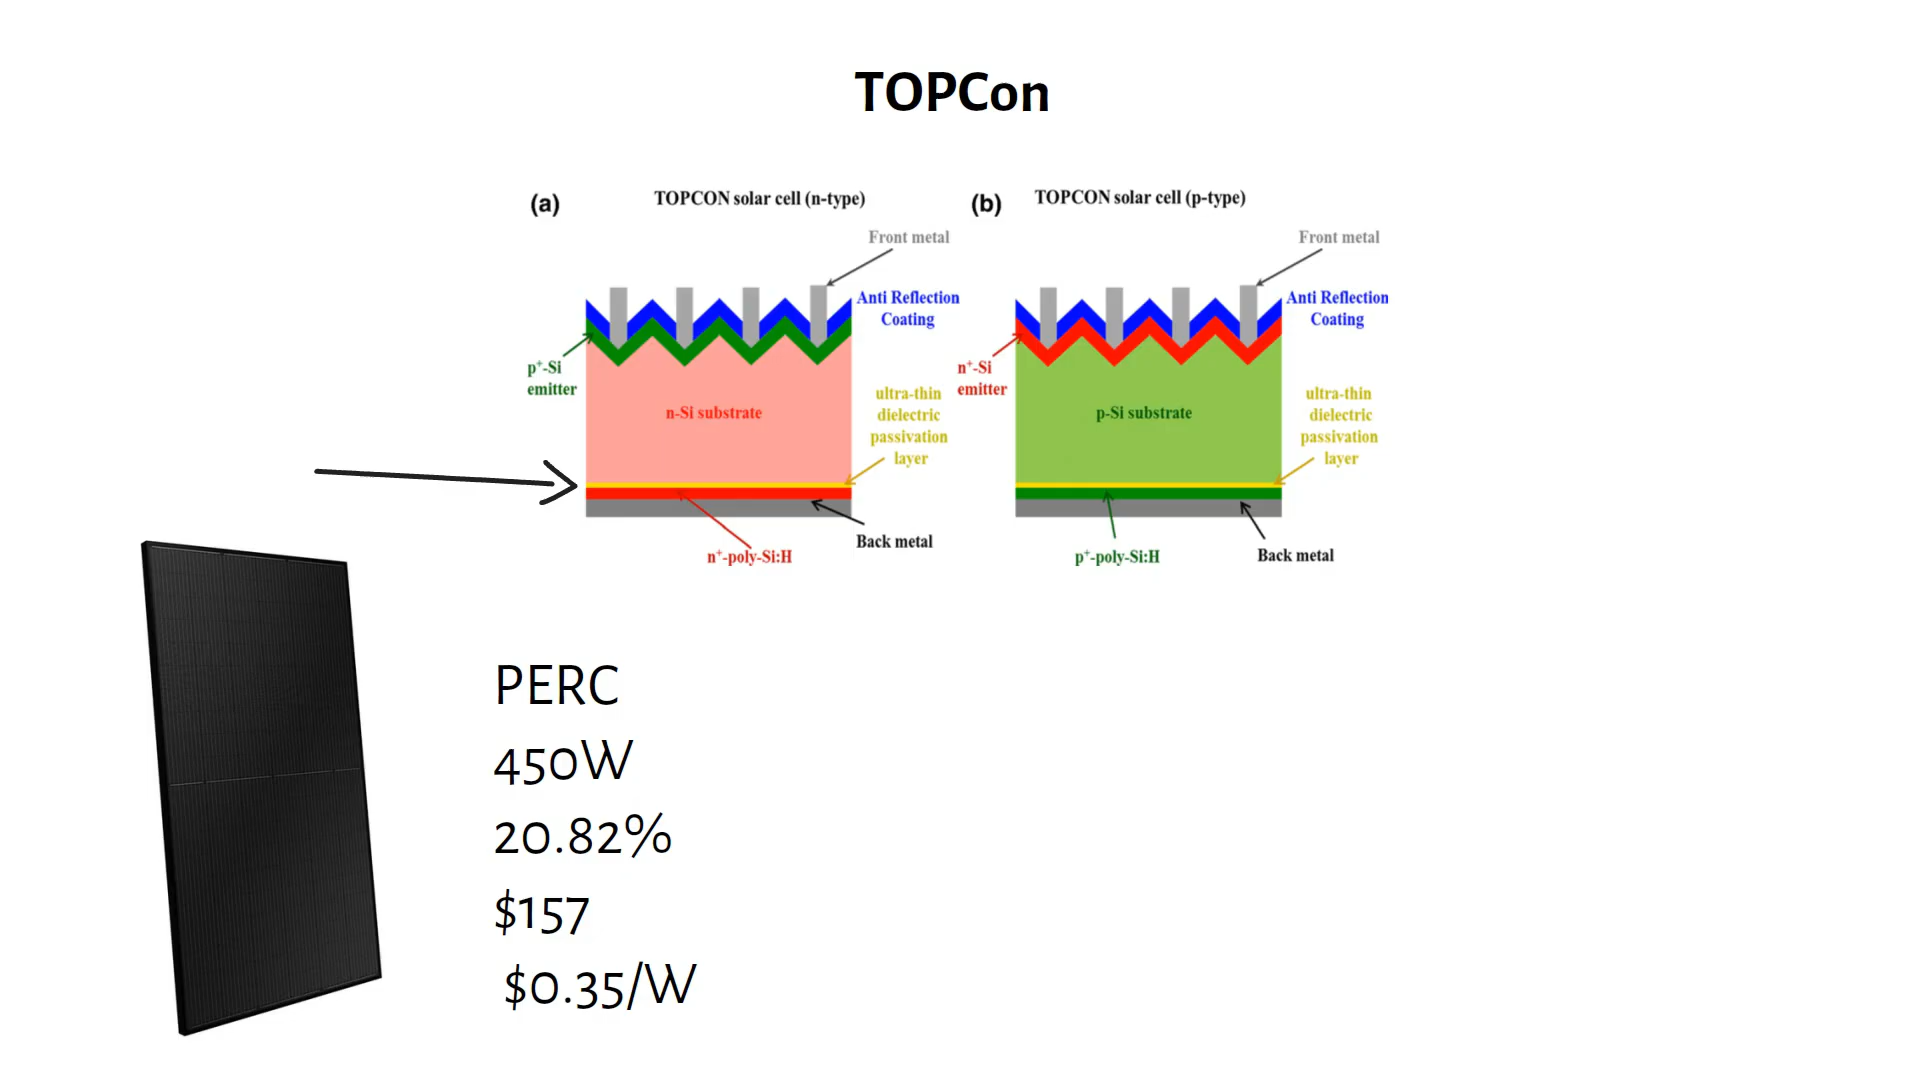 TOPCon
(a)
TOPCON solar cell (n-type)
Front metal
Anti Reflection
Coating
p⁺-Si
emitter
n-Si substrate
ultra-thin
dielectric
passivation
layer
n⁺-poly-Si:H
Back metal
(b)
TOPCON solar cell (p-type)
Front metal
Anti Reflection
Coating
n⁺-Si
emitter
p-Si substrate
ultra-thin
dielectric
passivation
layer
p⁺-poly-Si:H
Back metal
PERC
450W
20.82%
$157
$0.35/W